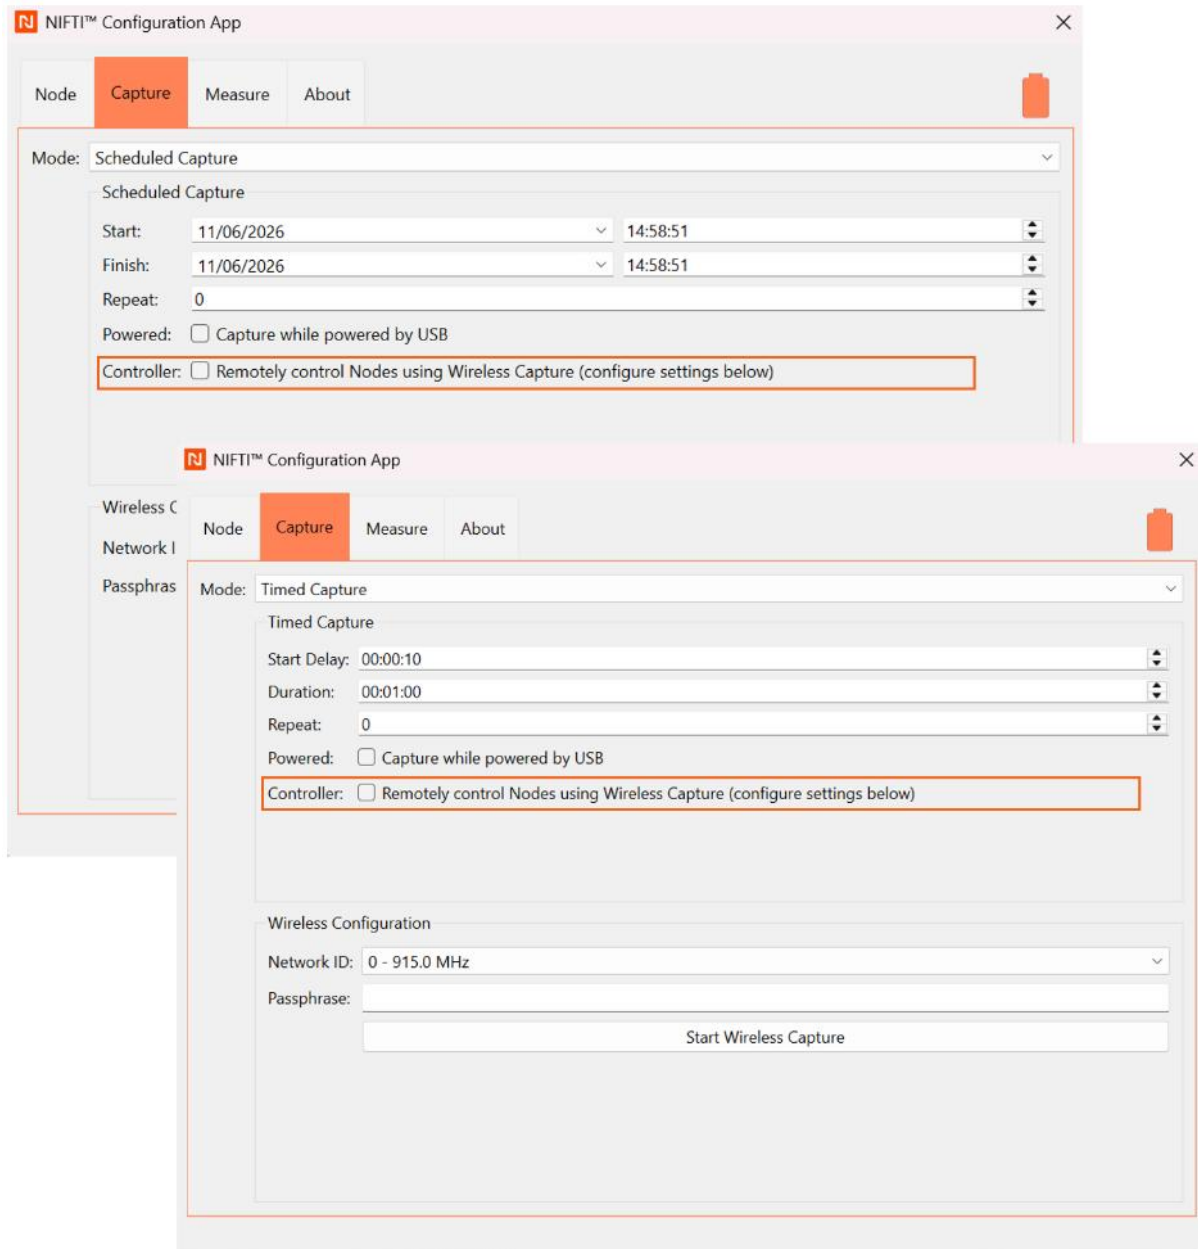 NIFTI™ Configuration App
Node Capture Measure About
Mode: Scheduled Capture
Scheduled Capture
Start: 11/06/2026 14:58:51
Finish: 11/06/2026 14:58:51
Repeat: 0
Powered: Capture while powered by USB
Controller: Remotely control Nodes using Wireless Capture (configure settings below)
Wireless C
Network I
Passphras
NIFTI™ Configuration App
Node Capture Measure About
Mode: Timed Capture
Timed Capture
Start Delay: 00:00:10
Duration: 00:01:00
Repeat: 0
Powered: Capture while powered by USB
Controller: Remotely control Nodes using Wireless Capture (configure settings below)
Wireless Configuration
Network ID: 0 - 915.0 MHz
Passphrase:
Start Wireless Capture